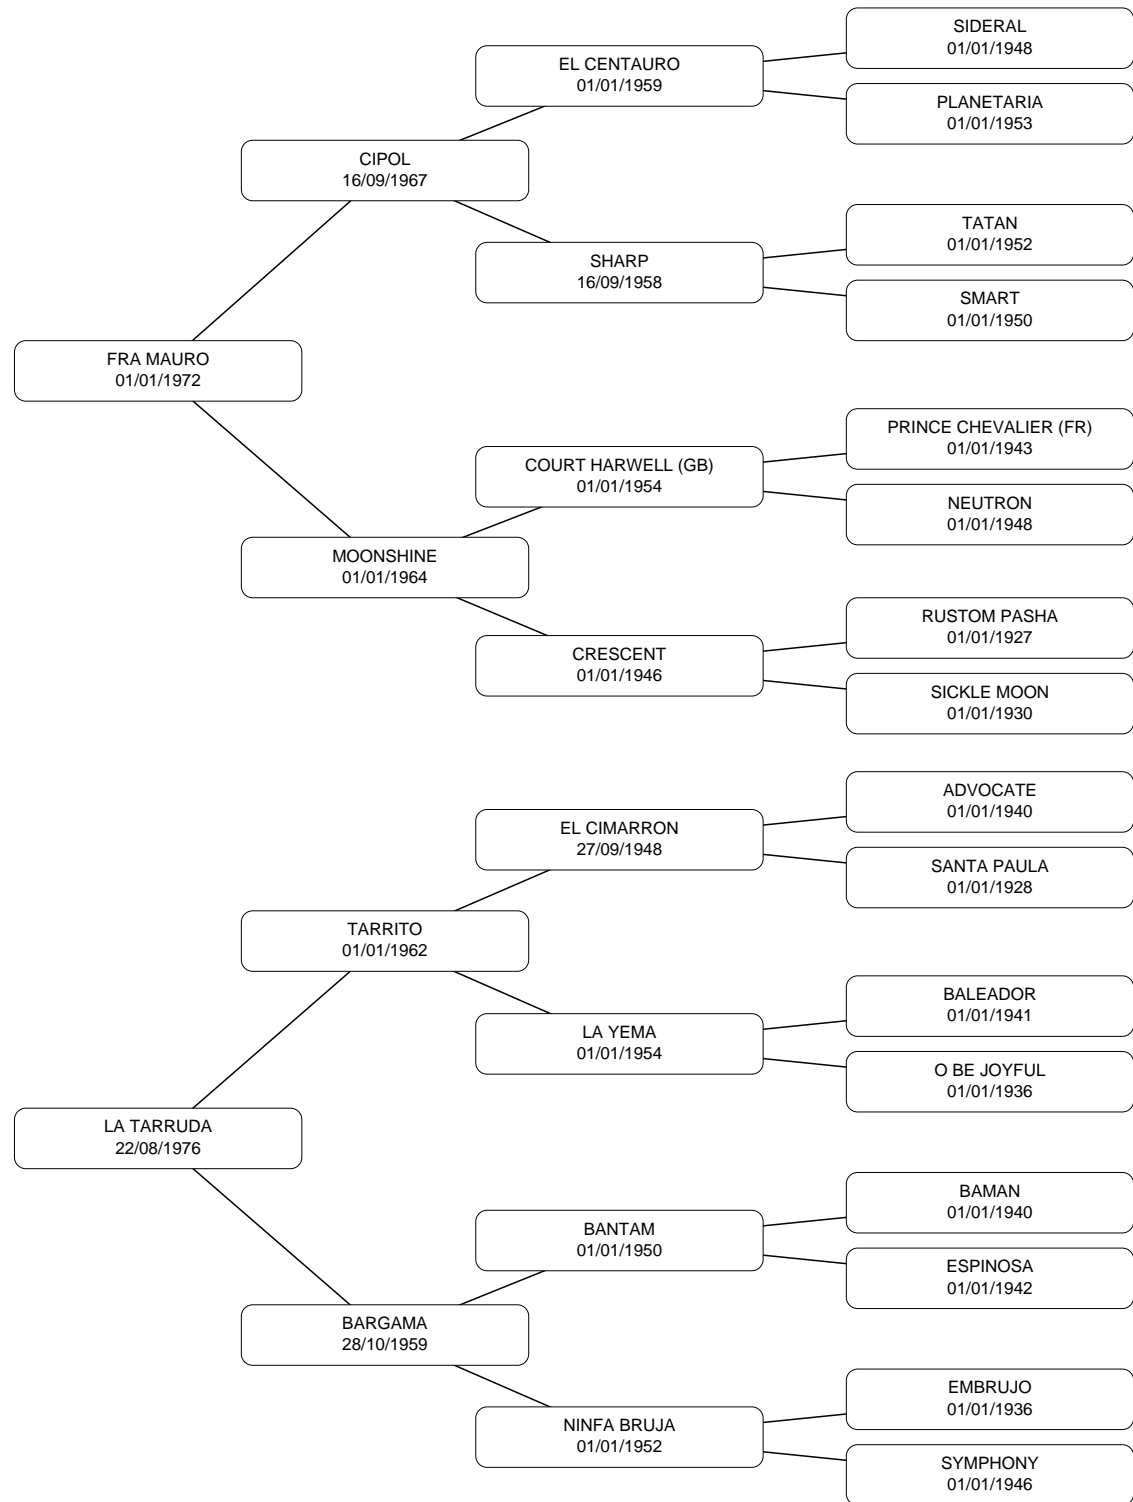 SIDERAL
01/01/1948
EL CENTAURO
01/01/1959
PLANETARIA
01/01/1953
CIPOL
16/09/1967
TATAN
01/01/1952
SHARP
16/09/1958
SMART
01/01/1950
FRA MAURO
01/01/1972
PRINCE CHEVALIER (FR)
01/01/1943
COURT HARWELL (GB)
01/01/1954
NEUTRON
01/01/1948
MOONSHINE
01/01/1964
RUSTOM PASHA
01/01/1927
CRESCENT
01/01/1946
SICKLE MOON
01/01/1930
ADVOCATE
01/01/1940
EL CIMARRON
27/09/1948
SANTA PAULA
01/01/1928
TARRITO
01/01/1962
BALEADOR
01/01/1941
LA YEMA
01/01/1954
O BE JOYFUL
01/01/1936
LA TARRUDA
22/08/1976
BAMAN
01/01/1940
BANTAM
01/01/1950
ESPINOSA
01/01/1942
BARGAMA
28/10/1959
EMBRUJO
01/01/1936
NINFA BRUJA
01/01/1952
SYMPHONY
01/01/1946